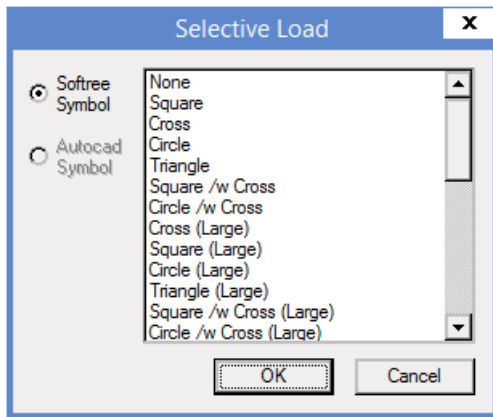 Selective Load
x
Softree
Symbol
Autocad
Symbol
None
Square
Cross
Circle
Triangle
Square /w Cross
Circle /w Cross
Cross (Large)
Square (Large)
Circle (Large)
Triangle (Large)
Square /w Cross (Large)
Circle /w Cross (Large)
OK
Cancel